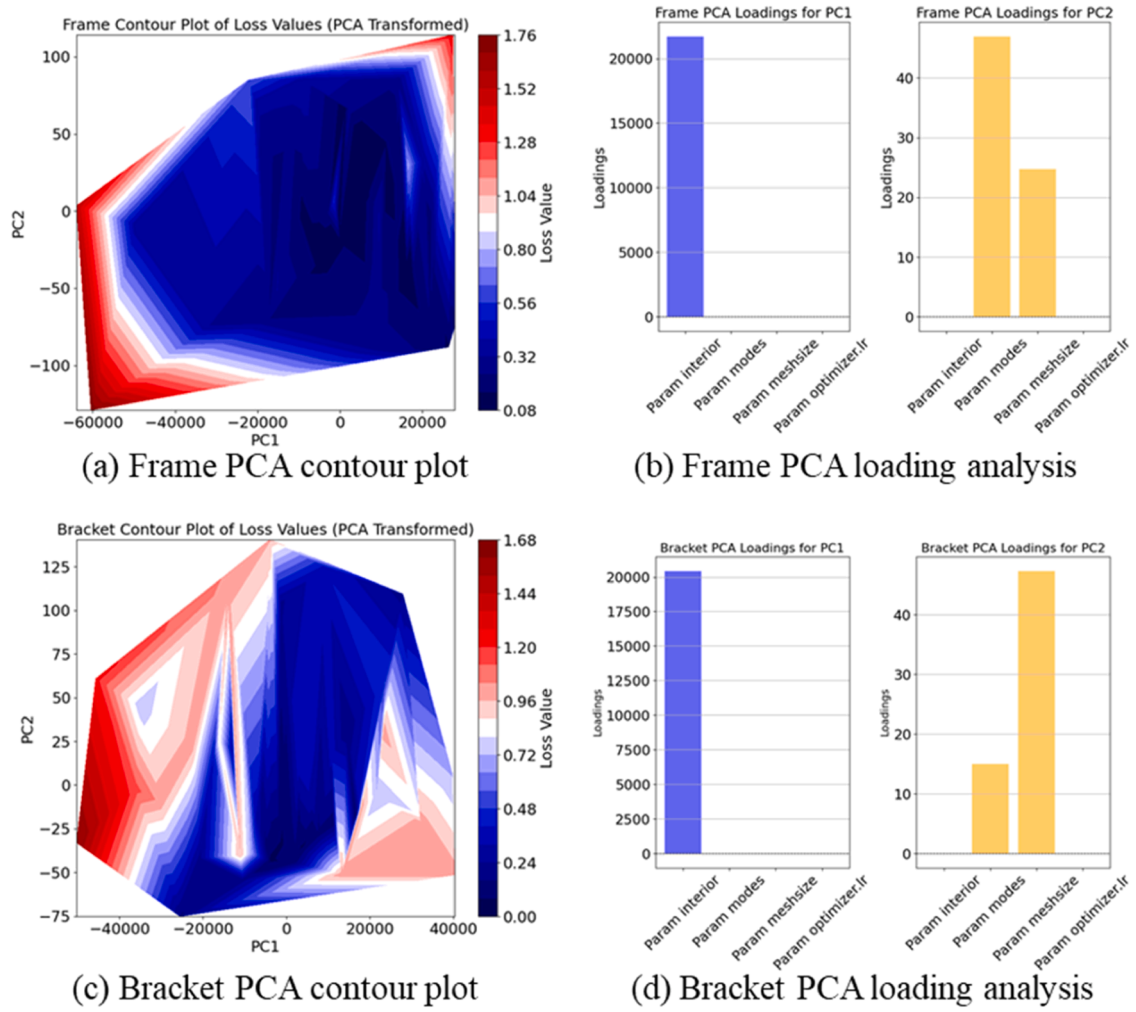 Frame Contour Plot of Loss Values (PCA Transformed)
100
50
0
−50
−100
PC2
−60000 −40000 −20000 0 20000
PC1
1.76
1.52
1.28
1.04
0.80
0.56
0.32
0.08
Loss Value
(a) Frame PCA contour plot
Frame PCA Loadings for PC1
20000
15000
10000
5000
0
Loadings
Param interior
Param modes
Param meshsize
Param optimizer.lr
Frame PCA Loadings for PC2
40
30
20
10
0
Loadings
Param interior
Param modes
Param meshsize
Param optimizer.lr
(b) Frame PCA loading analysis
Bracket Contour Plot of Loss Values (PCA Transformed)
125
100
75
50
25
0
−25
−50
−75
PC2
−40000 −20000 0 20000 40000
PC1
1.68
1.44
1.20
0.96
0.72
0.48
0.24
0.00
Loss Value
(c) Bracket PCA contour plot
Bracket PCA Loadings for PC1
20000
17500
15000
12500
10000
7500
5000
2500
0
Loadings
Param interior
Param modes
Param meshsize
Param optimizer.lr
Bracket PCA Loadings for PC2
40
30
20
10
0
Loadings
Param interior
Param modes
Param meshsize
Param optimizer.lr
(d) Bracket PCA loading analysis